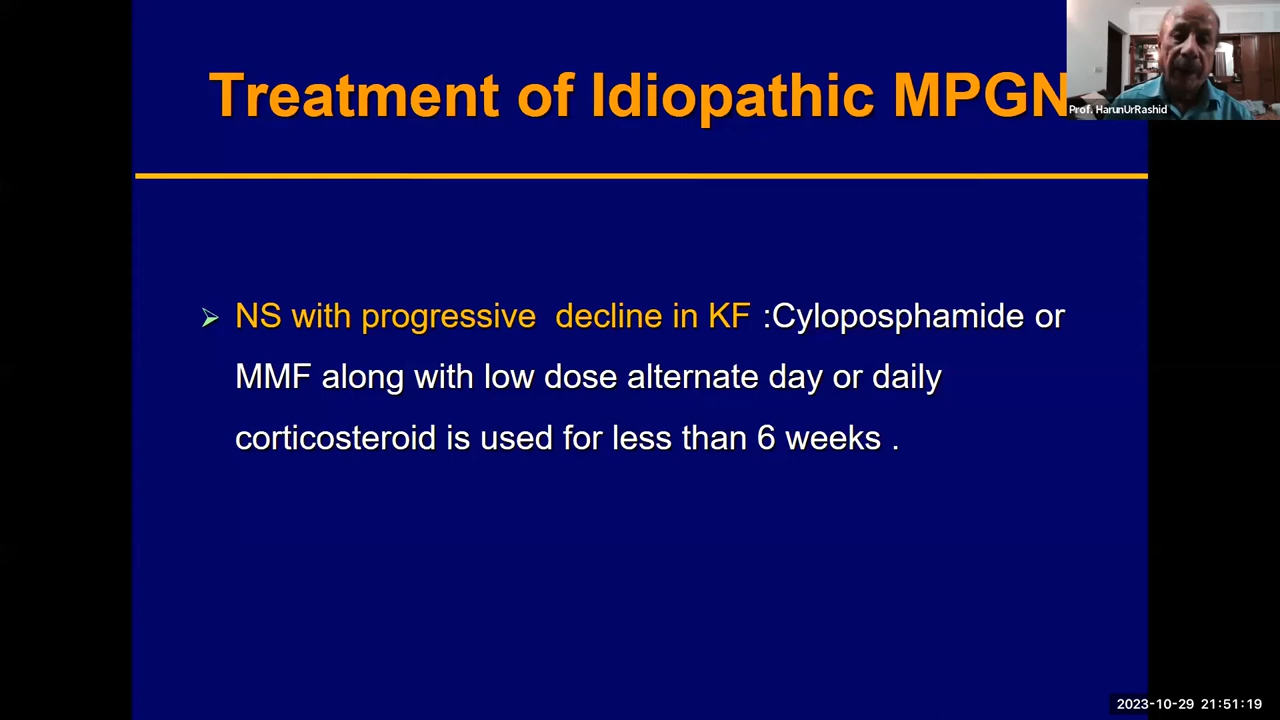 Treatment of Idiopathic MPGN
Prof. HarunUrRashid
➢ NS with progressive decline in KF :Cyloposphamide or
MMF along with low dose alternate day or daily
corticosteroid is used for less than 6 weeks .
2023-10-29 21:51:19